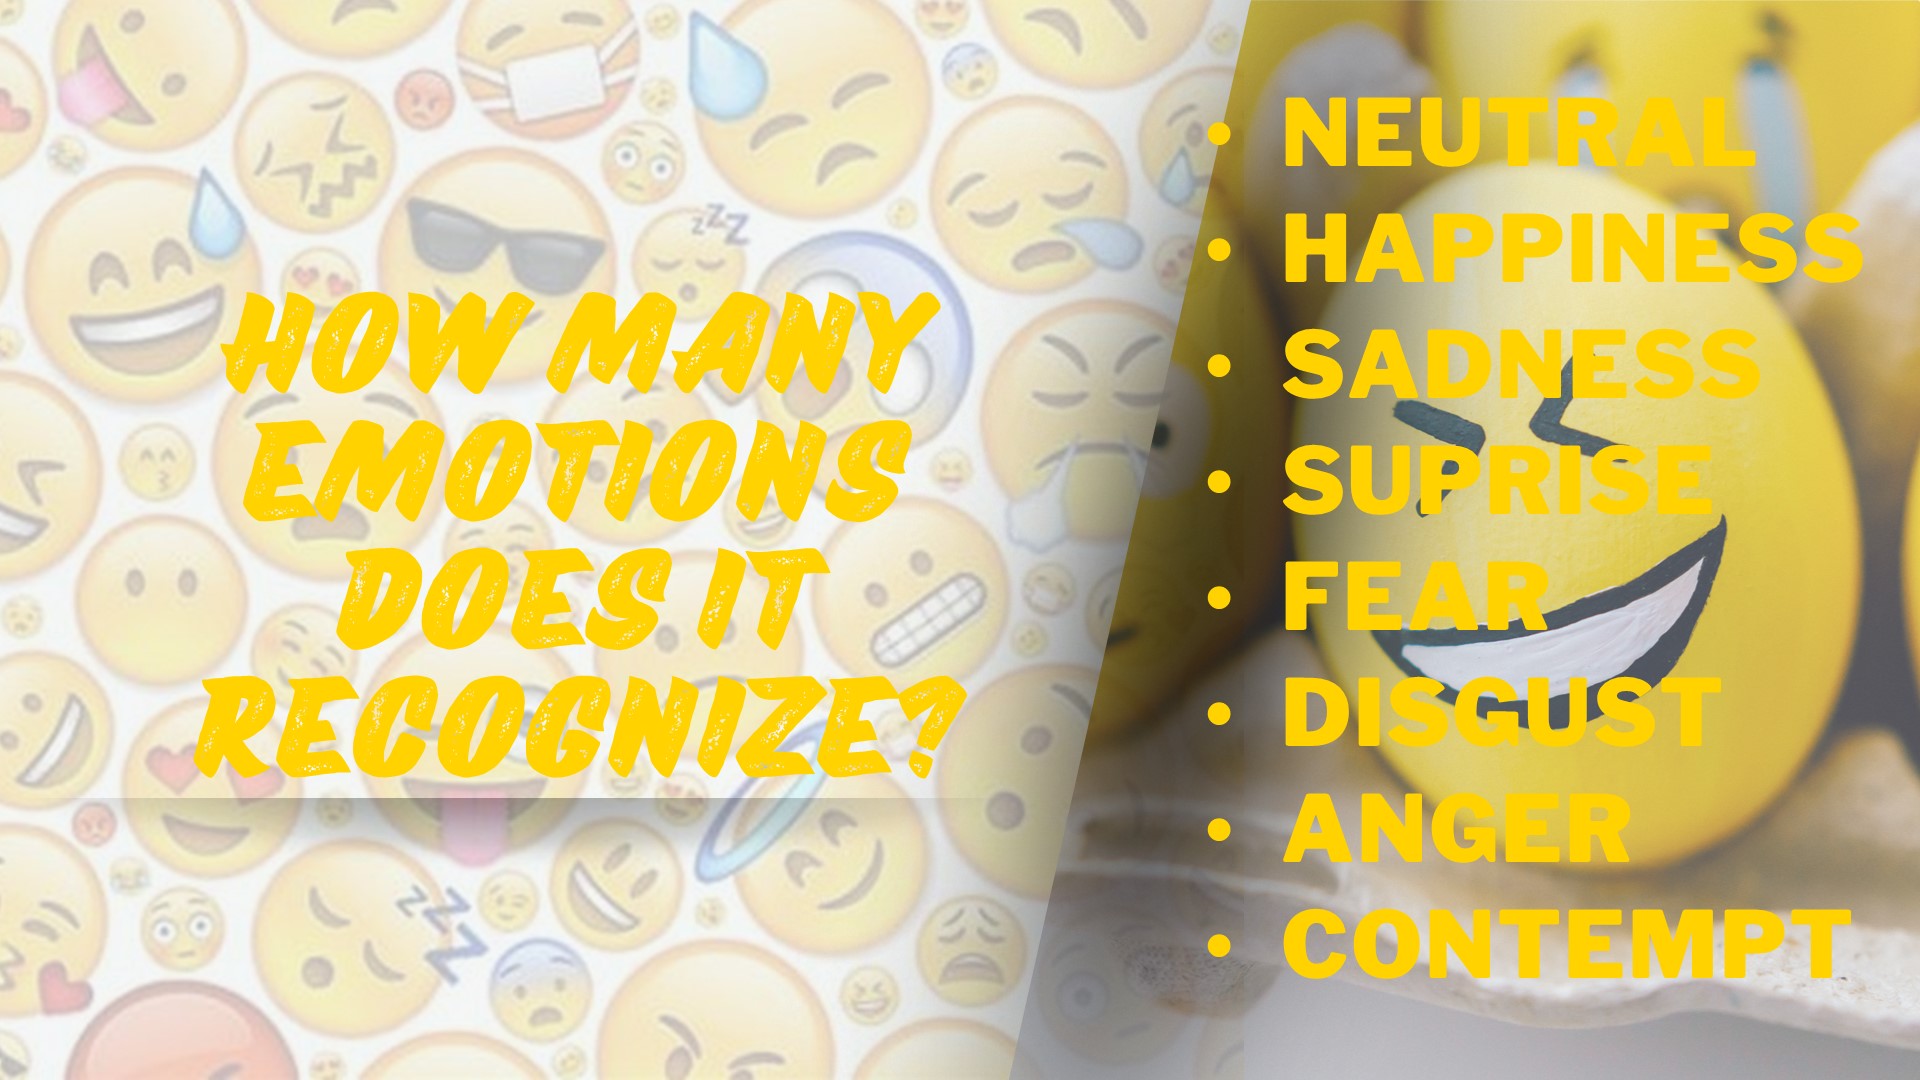 HOW MANY
EMOTIONS
DOES IT
RECOGNIZE?
• NEUTRAL
• HAPPINESS
• SADNESS
• SUPRISE
• FEAR
• DISGUST
• ANGER
• CONTEMPT